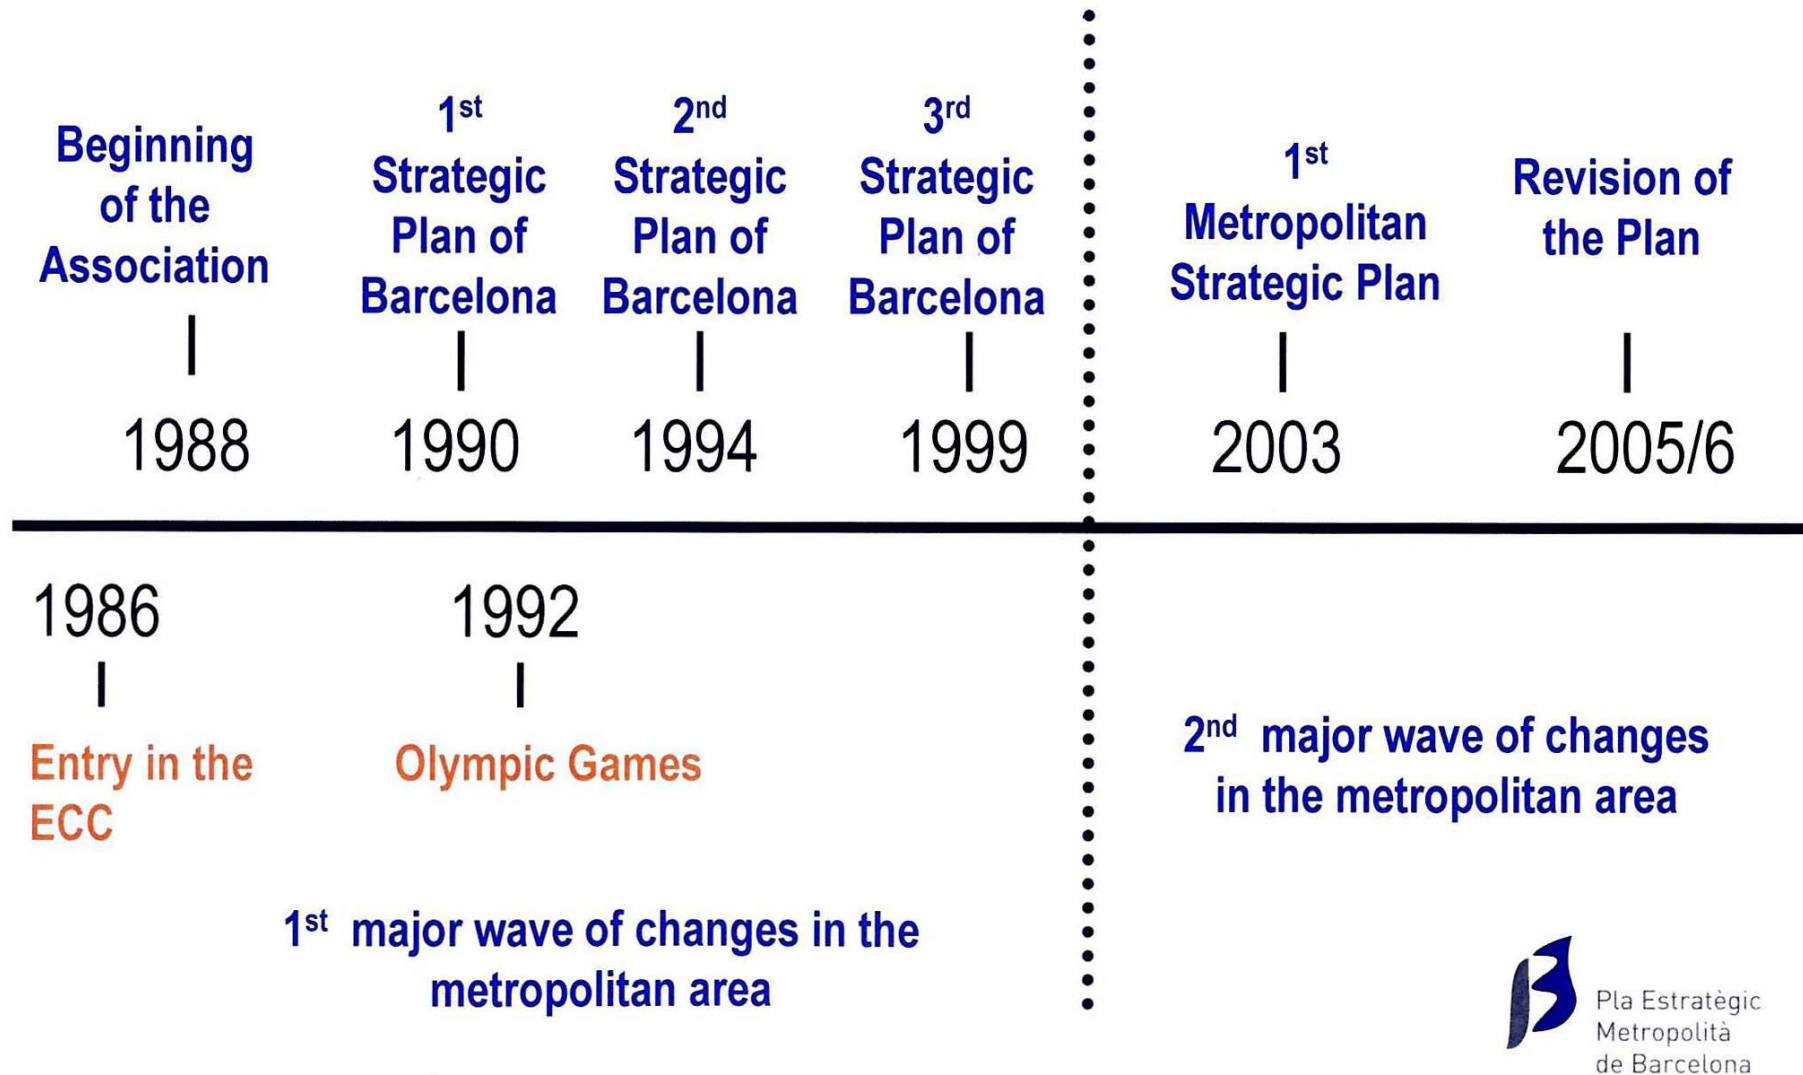 Beginning
of the
Association
1988
1st
Strategic
Plan of
Barcelona
1990
2nd
Strategic
Plan of
Barcelona
1994
3rd
Strategic
Plan of
Barcelona
1999
1st
Metropolitan
Strategic Plan
2003
Revision of
the Plan
2005/6
1986
Entry in the
ECC
1992
Olympic Games
1st major wave of changes in the
metropolitan area
2nd major wave of changes
in the metropolitan area
Pla Estratègic
Metropolità
de Barcelona